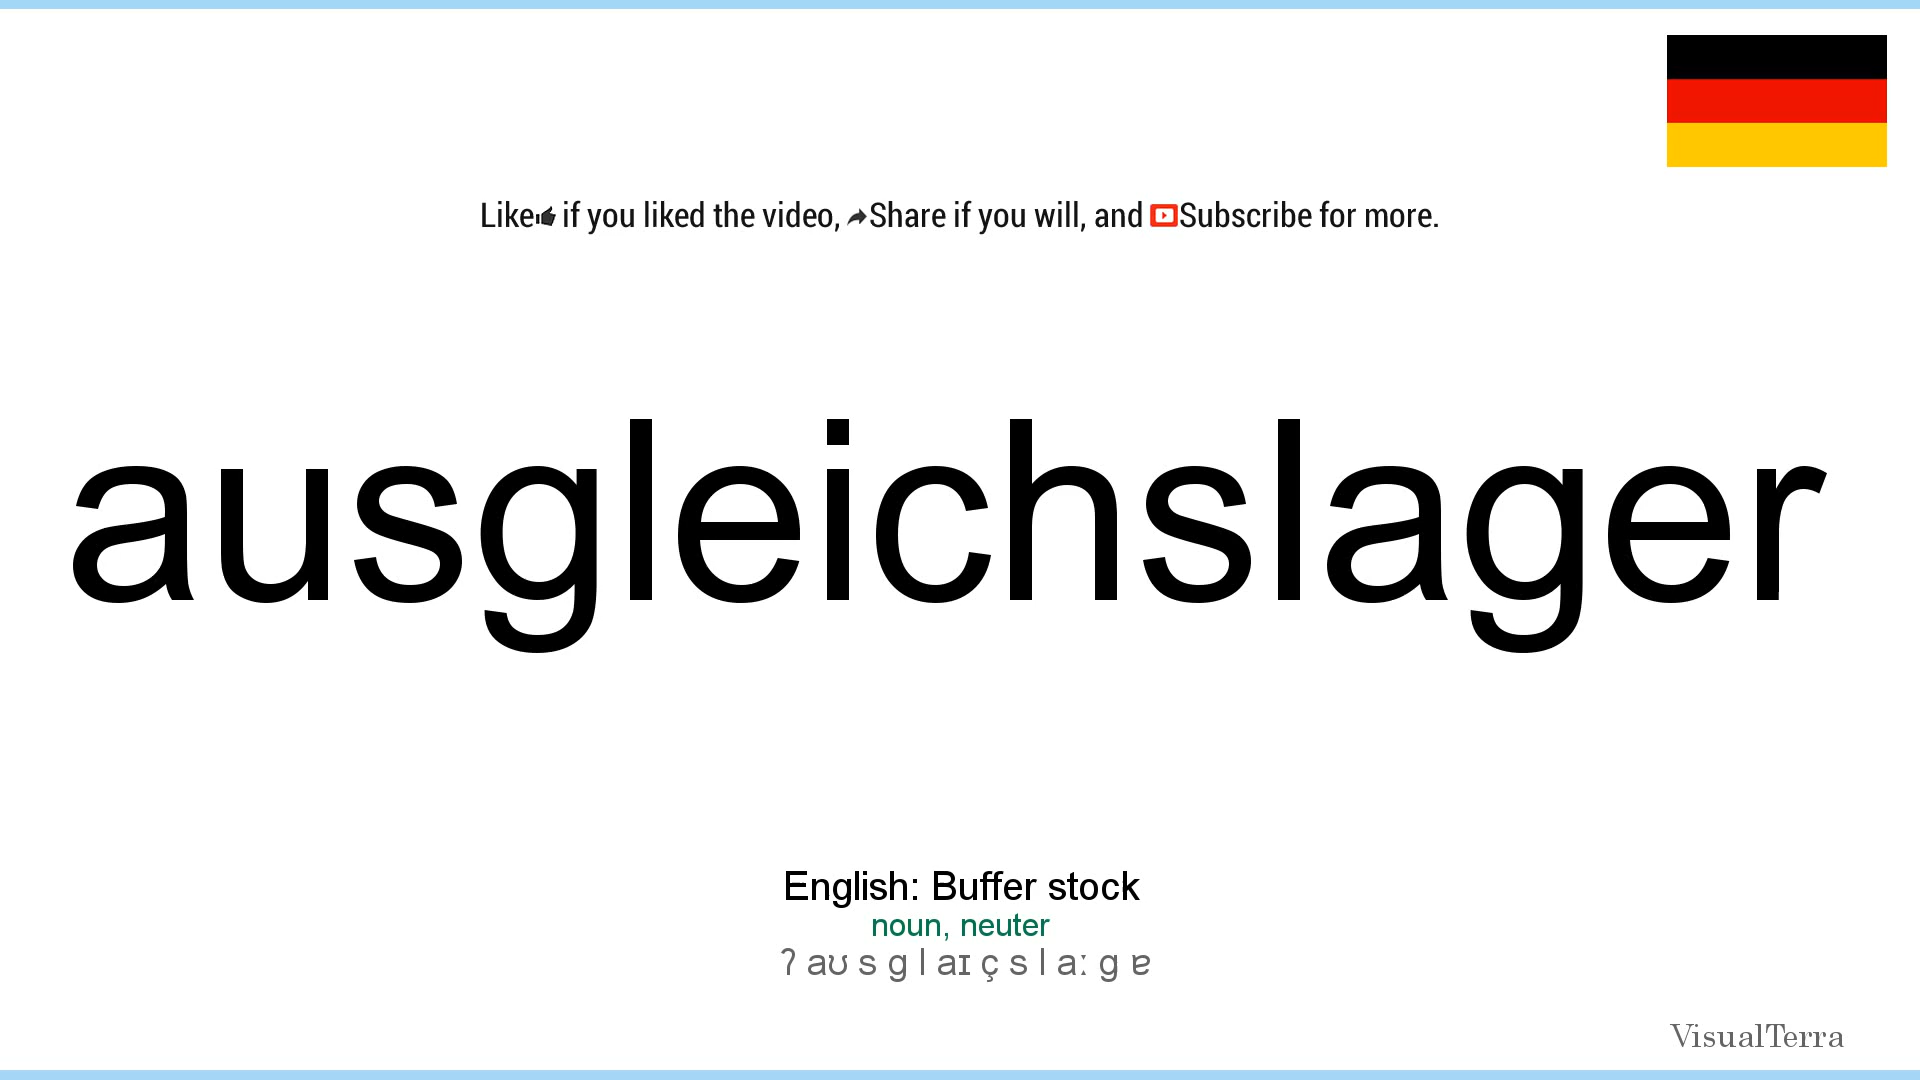 Like if you liked the video, Share if you will, and Subscribe for more.
ausgleichslager
English: Buffer stock
noun, neuter
ʔ aʊ s ɡ l aɪ ç s l aː ɡ ɐ
VisualTerra